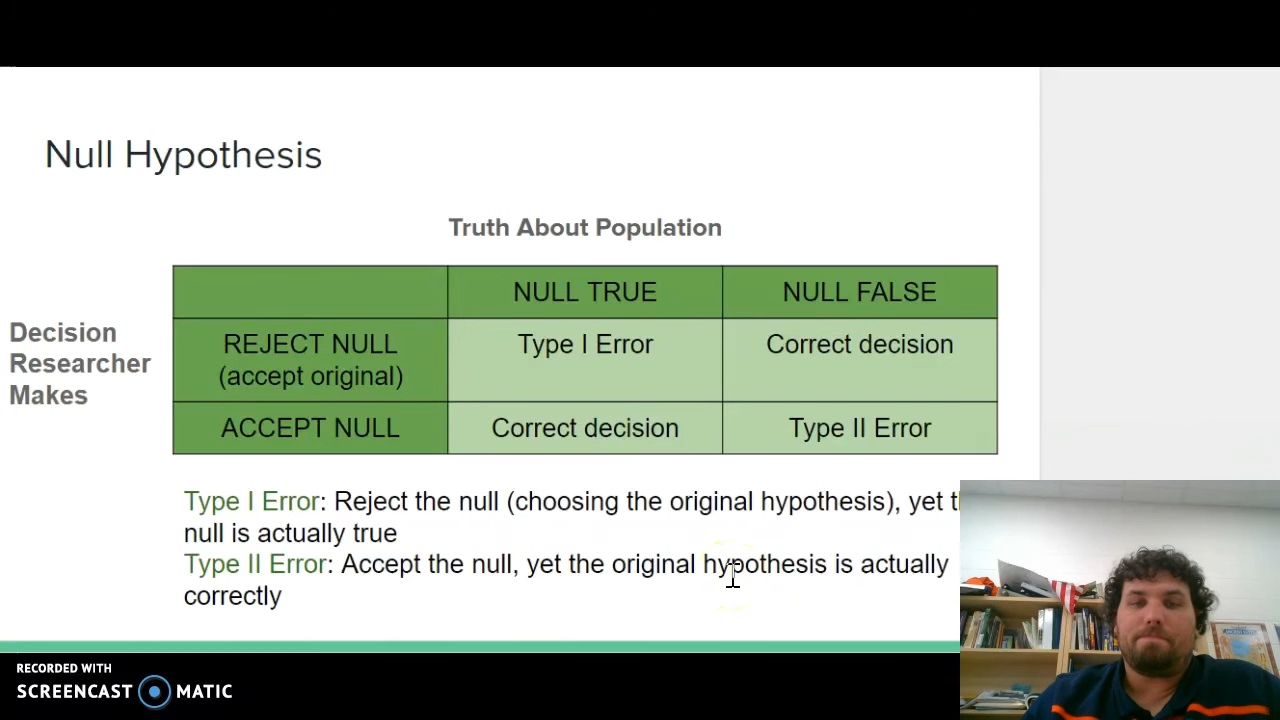 Null Hypothesis
Truth About Population
NULL TRUE NULL FALSE
Decision
Researcher
Makes
REJECT NULL
(accept original)
Type I Error Correct decision
ACCEPT NULL Correct decision Type II Error
Type I Error: Reject the null (choosing the original hypothesis), yet
null is actually true
Type II Error: Accept the null, yet the original hypothesis is actually
correctly
RECORDED WITH
SCREENCAST MATIC